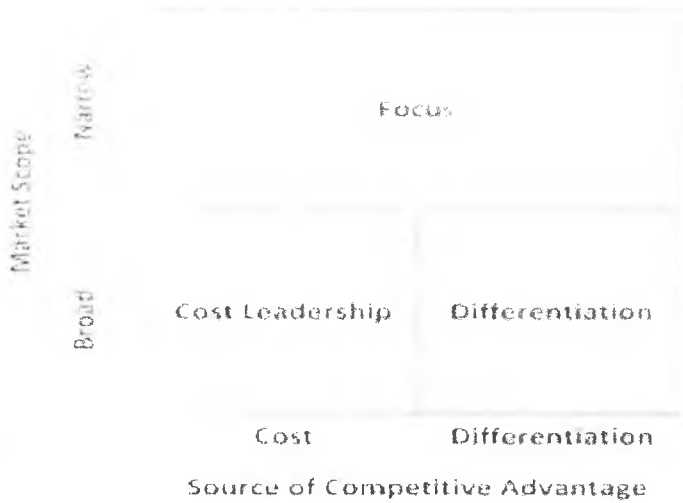 Market Scope
Narrow
Focus
Broad
Cost Leadership
Differentiation
Cost
Differentiation
Source of Competitive Advantage